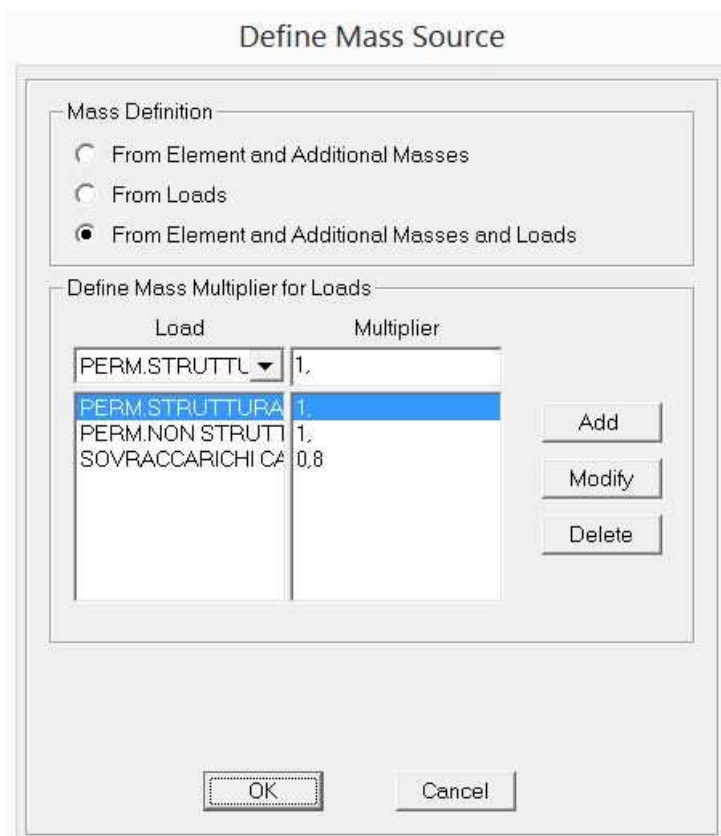 Define Mass Source
Mass Definition
From Element and Additional Masses
From Loads
From Element and Additional Masses and Loads
Define Mass Multiplier for Loads
Load Multiplier
PERM.STRUTTU 1,
PERM.STRUTTURA 1,
PERM.NON STRUTT 1,
SOVRACCARICHI CA 0,8
Add
Modify
Delete
OK Cancel